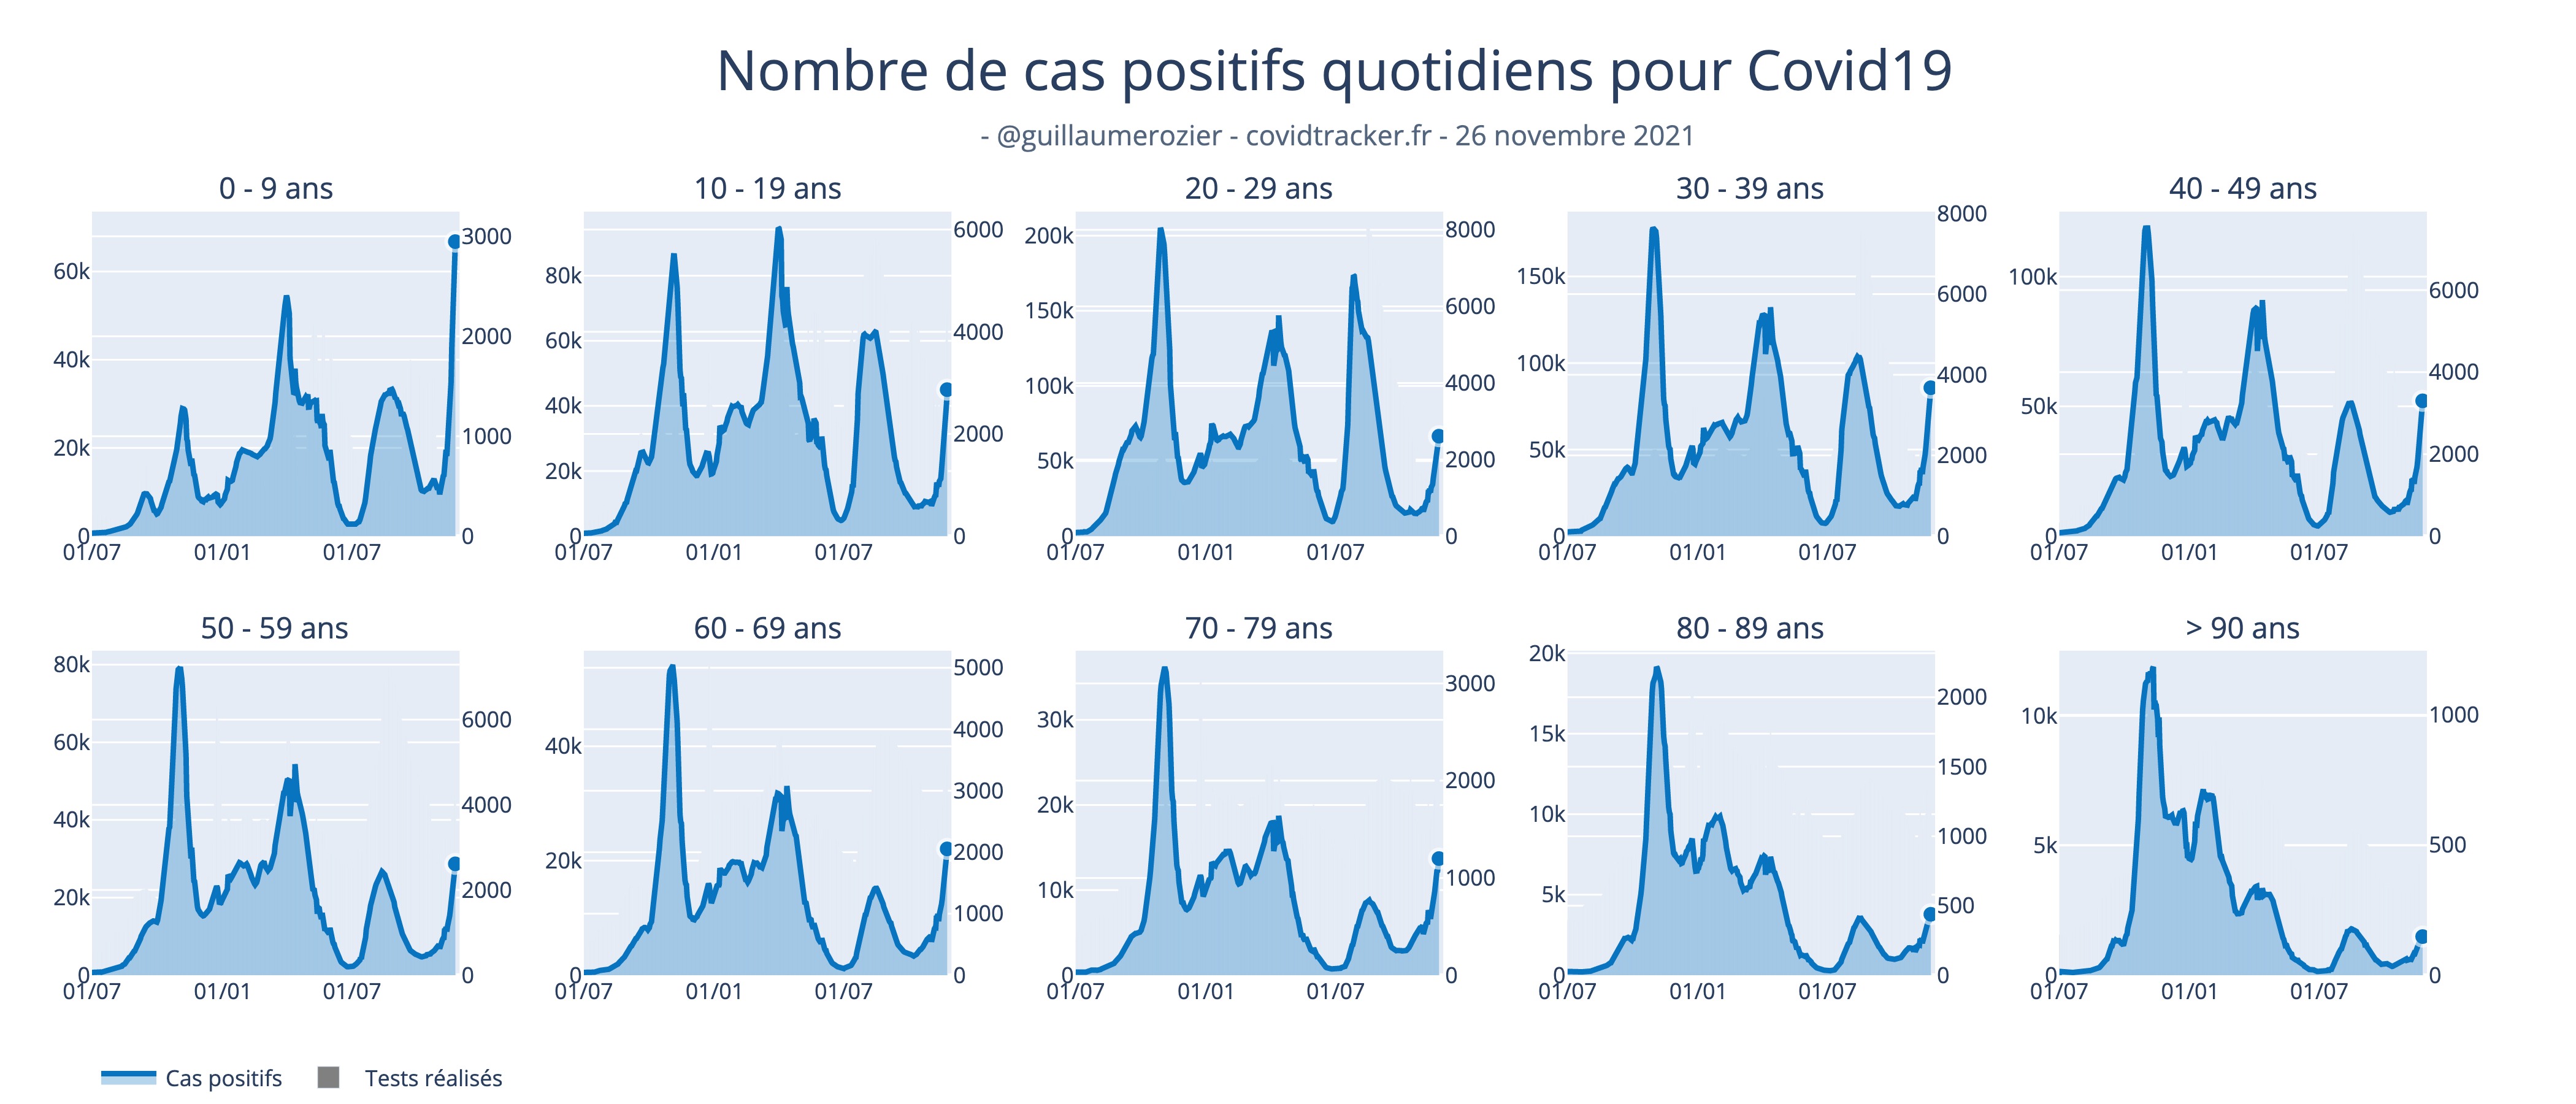 Nombre de cas positifs quotidiens pour Covid19
- @guillaumerozier - covidtracker.fr - 26 novembre 2021
0 - 9 ans
60k
40k
20k
0
3000
2000
1000
0
01/07 01/01 01/07
10 - 19 ans
80k
60k
40k
20k
0
6000
4000
2000
0
01/07 01/01 01/07
20 - 29 ans
200k
150k
100k
50k
0
8000
6000
4000
2000
0
01/07 01/01 01/07
30 - 39 ans
150k
100k
50k
0
8000
6000
4000
2000
0
01/07 01/01 01/07
40 - 49 ans
100k
50k
0
6000
4000
2000
0
01/07 01/01 01/07
50 - 59 ans
80k
60k
40k
20k
0
6000
4000
2000
0
01/07 01/01 01/07
60 - 69 ans
40k
20k
0
5000
4000
3000
2000
1000
0
01/07 01/01 01/07
70 - 79 ans
30k
20k
10k
0
3000
2000
1000
0
01/07 01/01 01/07
80 - 89 ans
20k
15k
10k
5k
0
2000
1500
1000
500
0
01/07 01/01 01/07
> 90 ans
10k
5k
0
1000
500
0
01/07 01/01 01/07
Cas positifs Tests réalisés